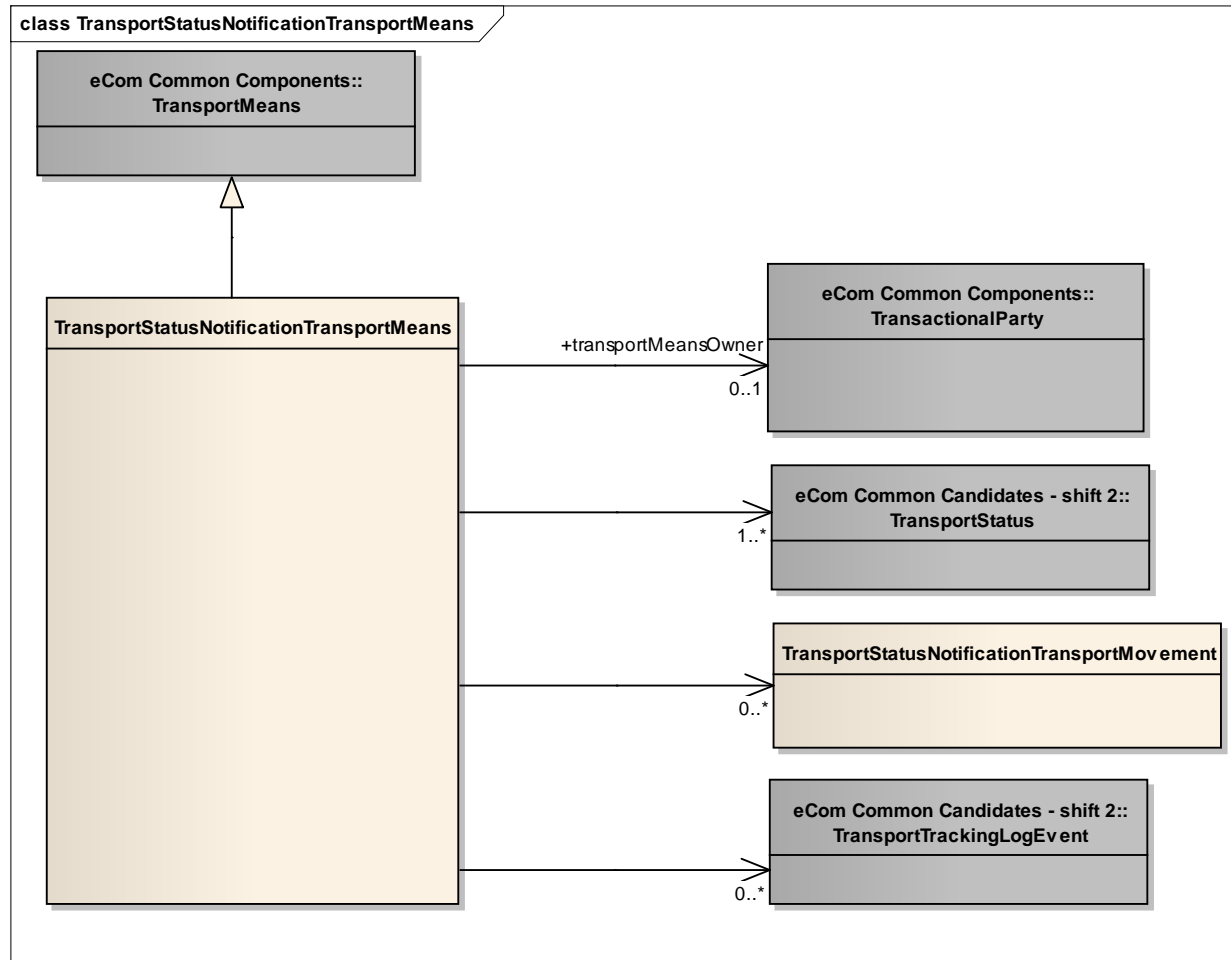 class TransportStatusNotificationTransportMeans
eCom Common Components::
TransportMeans
TransportStatusNotificationTransportMeans
+transportMeansOwner
0..1
eCom Common Components::
TransactionalParty
1..*
eCom Common Candidates - shift 2::
TransportStatus
0..*
TransportStatusNotificationTransportMovement
0..*
eCom Common Candidates - shift 2::
TransportTrackingLogEvent